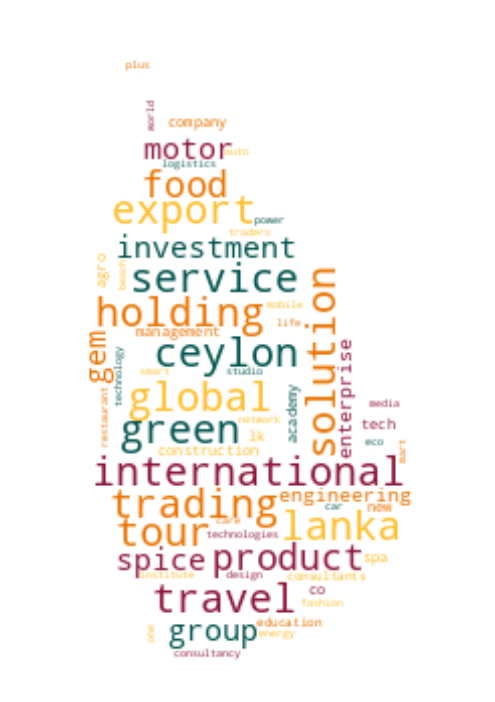 plus
world
company
motor
auto
logistics
food
export
power
traders
investment
agro
beach
service
solution
holding
mobile
life
management
gem
ceylon
enterprise
technology
smart
studio
global
academy
restaurant
media
network
tech
green
lk
eco
mart
construction
international
trading
engineering
car
new
tour
care
lanka
technologies
spice
product
spa
institute
design
consultants
travel
co
fashion
group
education
one
energy
consultancy